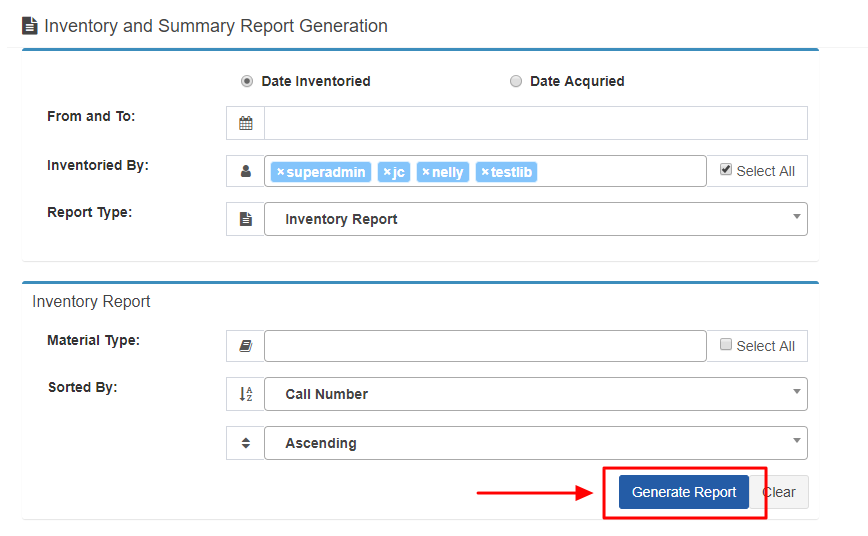 Inventory and Summary Report Generation
Date Inventoried Date Acquried
From and To:
Inventoried By: ×superadmin ×jc ×nelly ×testlib Select All
Report Type: Inventory Report
Inventory Report
Material Type: Select All
Sorted By: Call Number
Ascending
Generate Report Clear